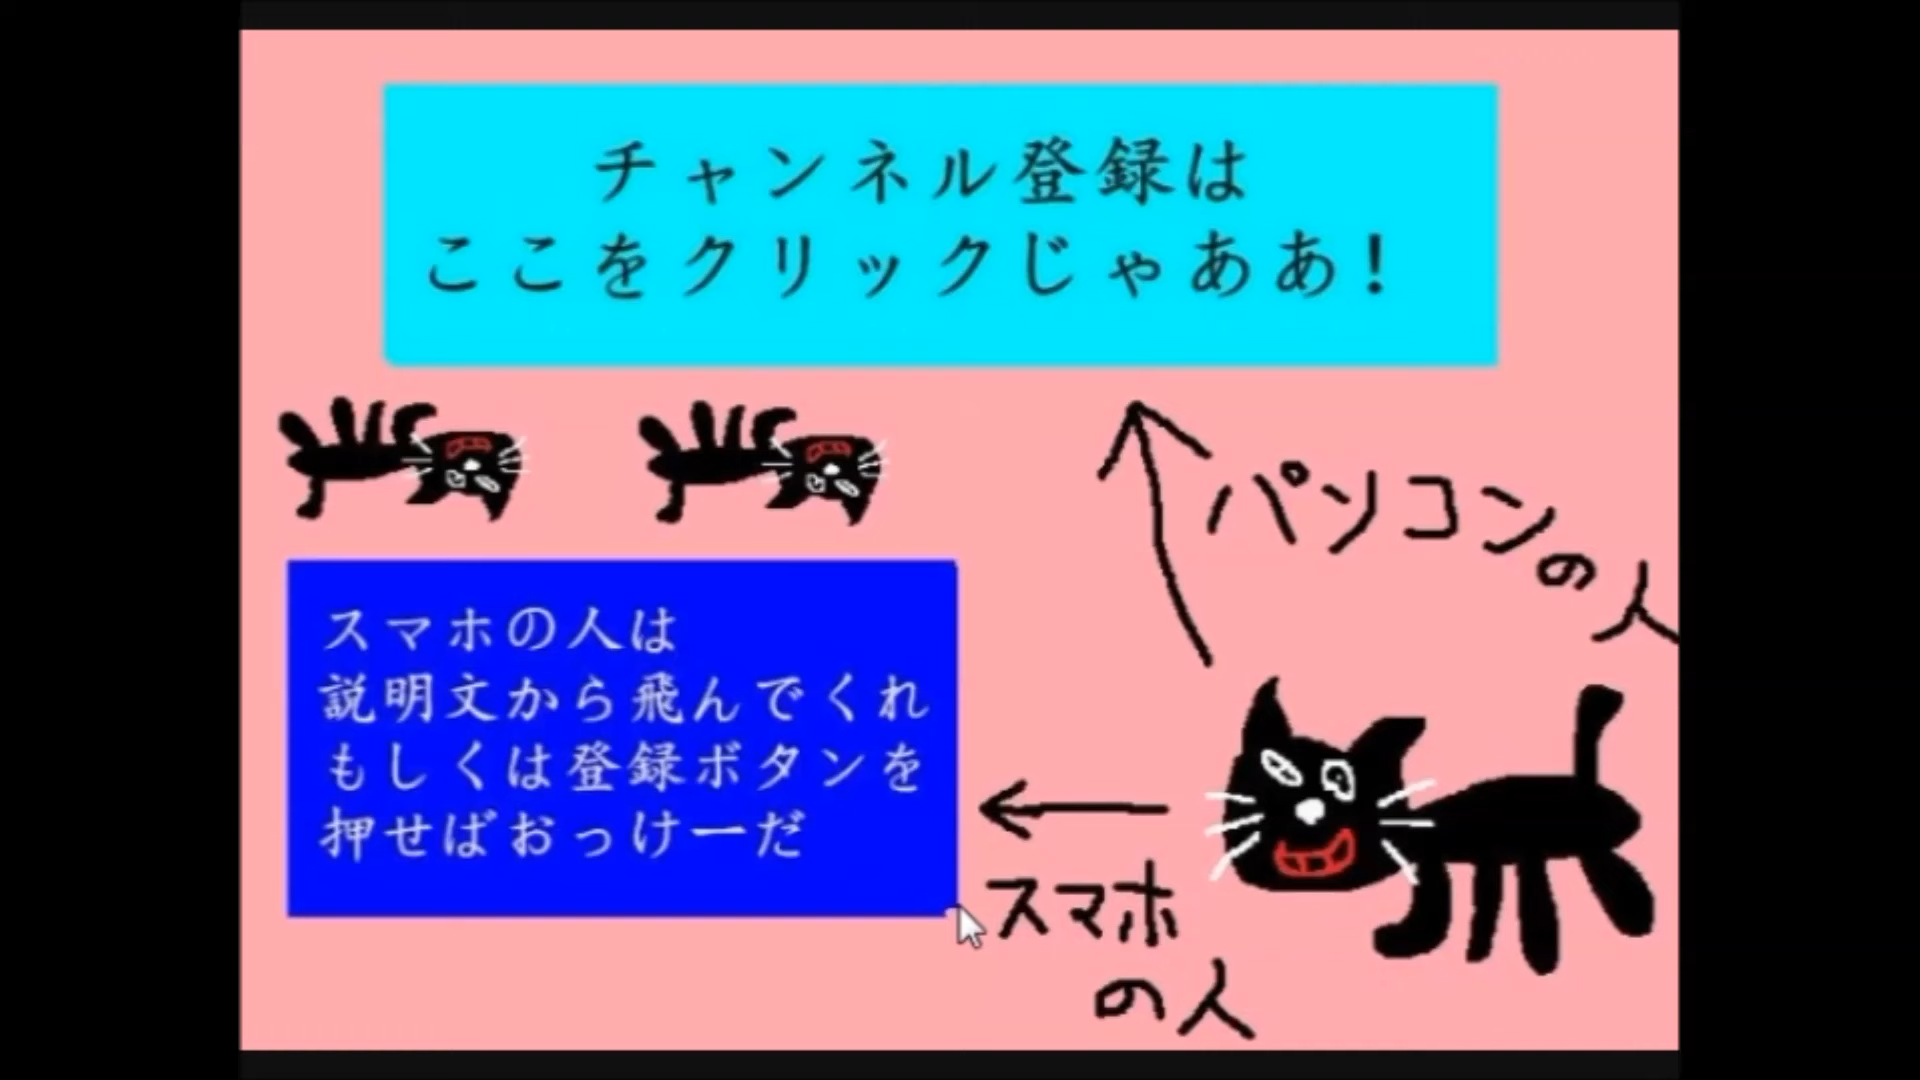 チャンネル登録は
ここをクリックじゃああ!
パソコンの人
スマホの人は
説明文から飛んでくれ
もしくは登録ボタンを
押せばおっけーだ
スマホ
の人